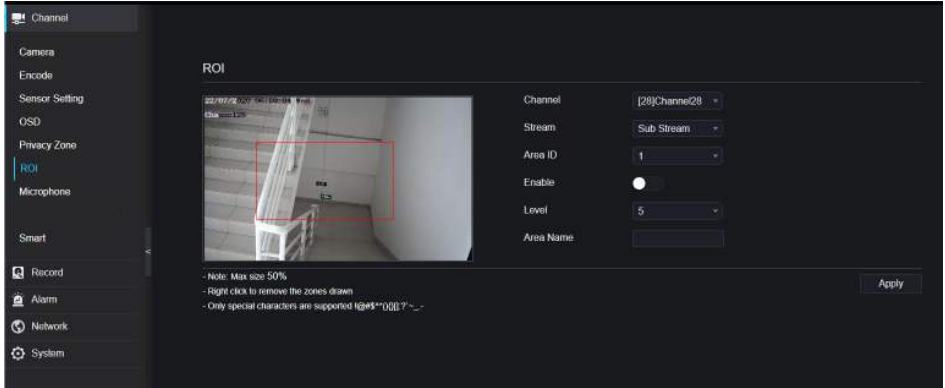 Channel
Camera
Encode
Sensor Setting
OSD
Privacy Zone
ROI
Microphone
Smart
Record
Alarm
Network
System
ROI
Channel [28]Channel28
Stream Sub Stream
Area ID 1
Enable
Level 5
Area Name
- Note: Max size 50%
- Right click to remove the zones drawn
- Only special characters are supported
Apply